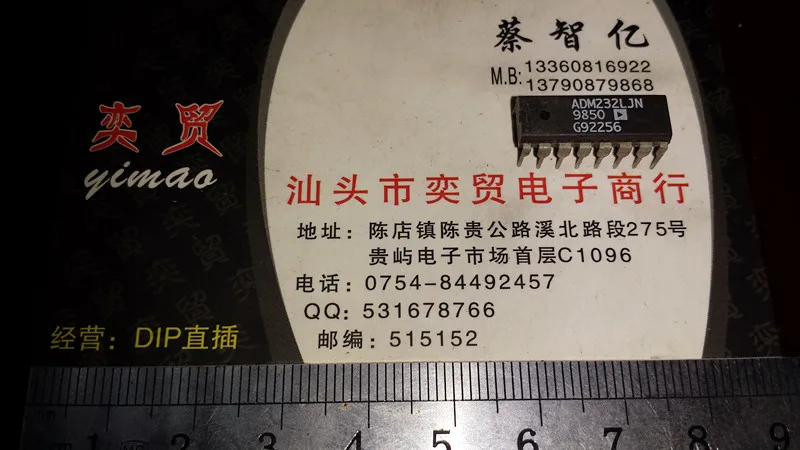 蔡智亿
M.B: 13360816922
13790879868
ADM232LJN
9850
G92256
奕贸
yimao
汕头市奕贸电子商行
地址：陈店镇陈贵公路溪北路段275号
贵屿电子市场首层C1096
电话：0754-84492457
QQ: 531678766
邮编：515152
经营：DIP直插
1 2 3 4 5 6 7 8 9